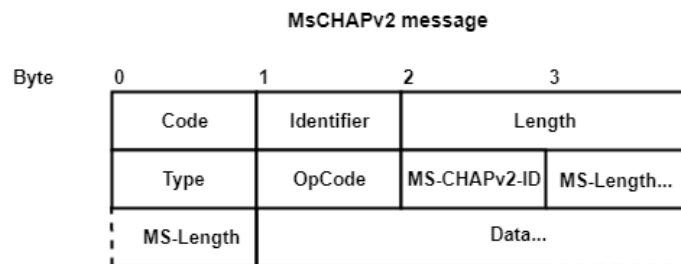 MsCHAPv2 message
Byte 0 1 2 3
Code Identifier Length
Type OpCode MS-CHAPv2-ID MS-Length...
MS-Length Data...